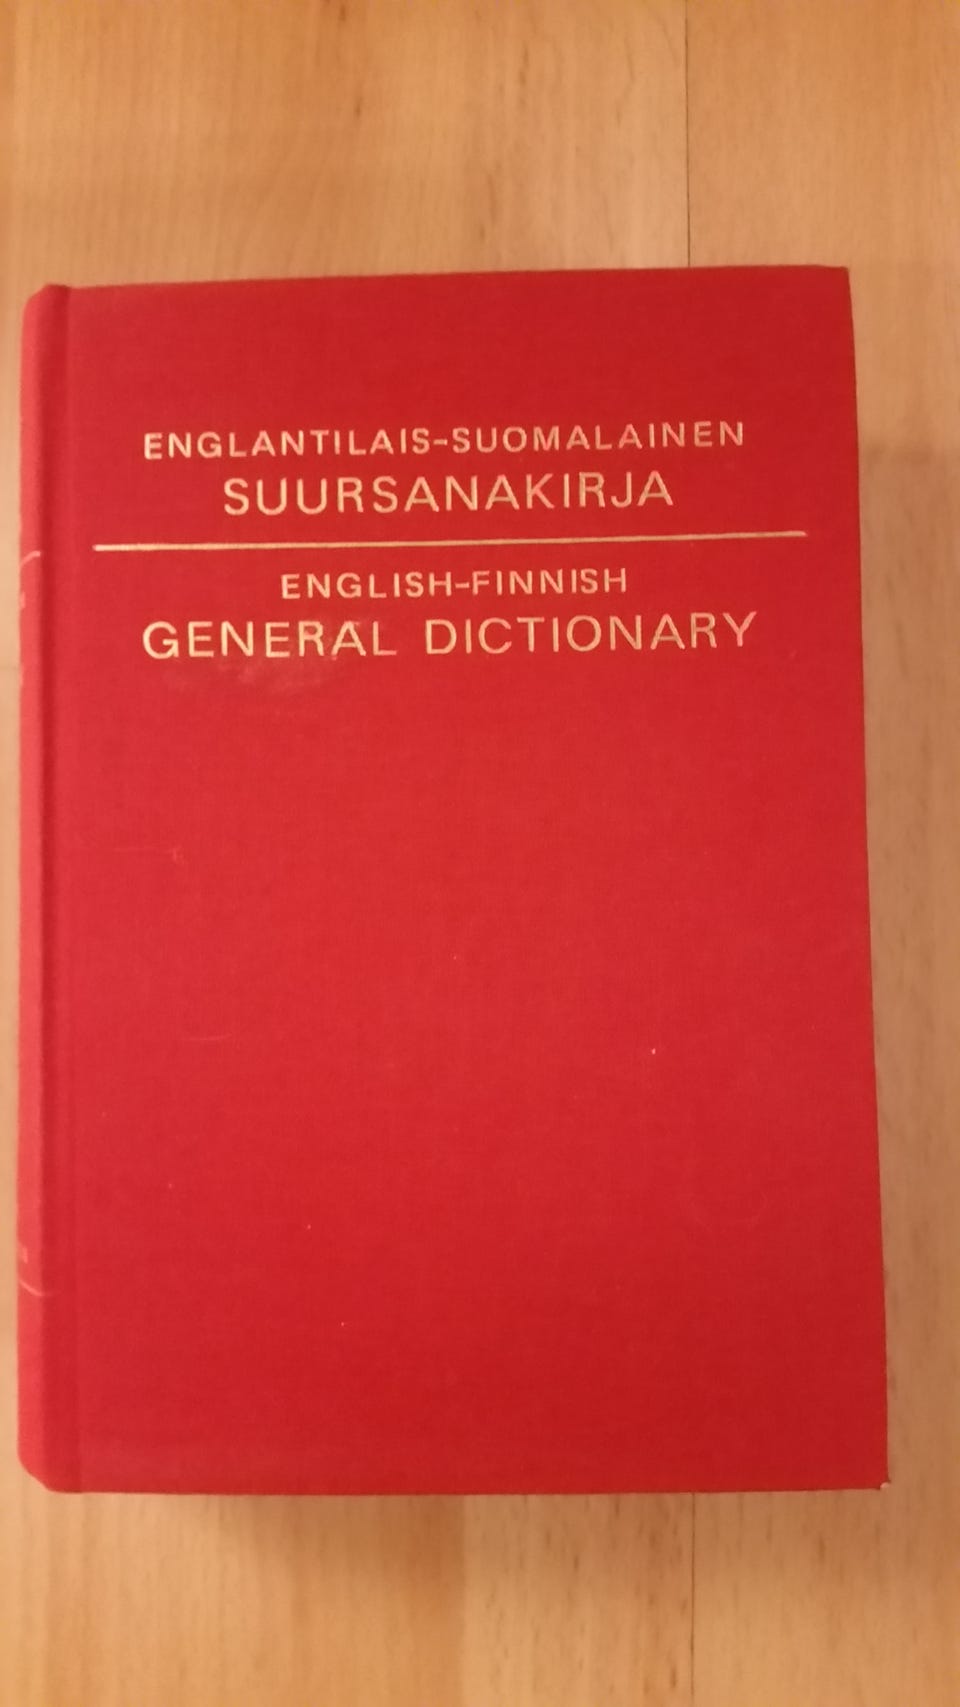 ENGLANTILAIS-SUOMALAINEN
SUURSANAKIRJA
ENGLISH-FINNISH
GENERAL DICTIONARY